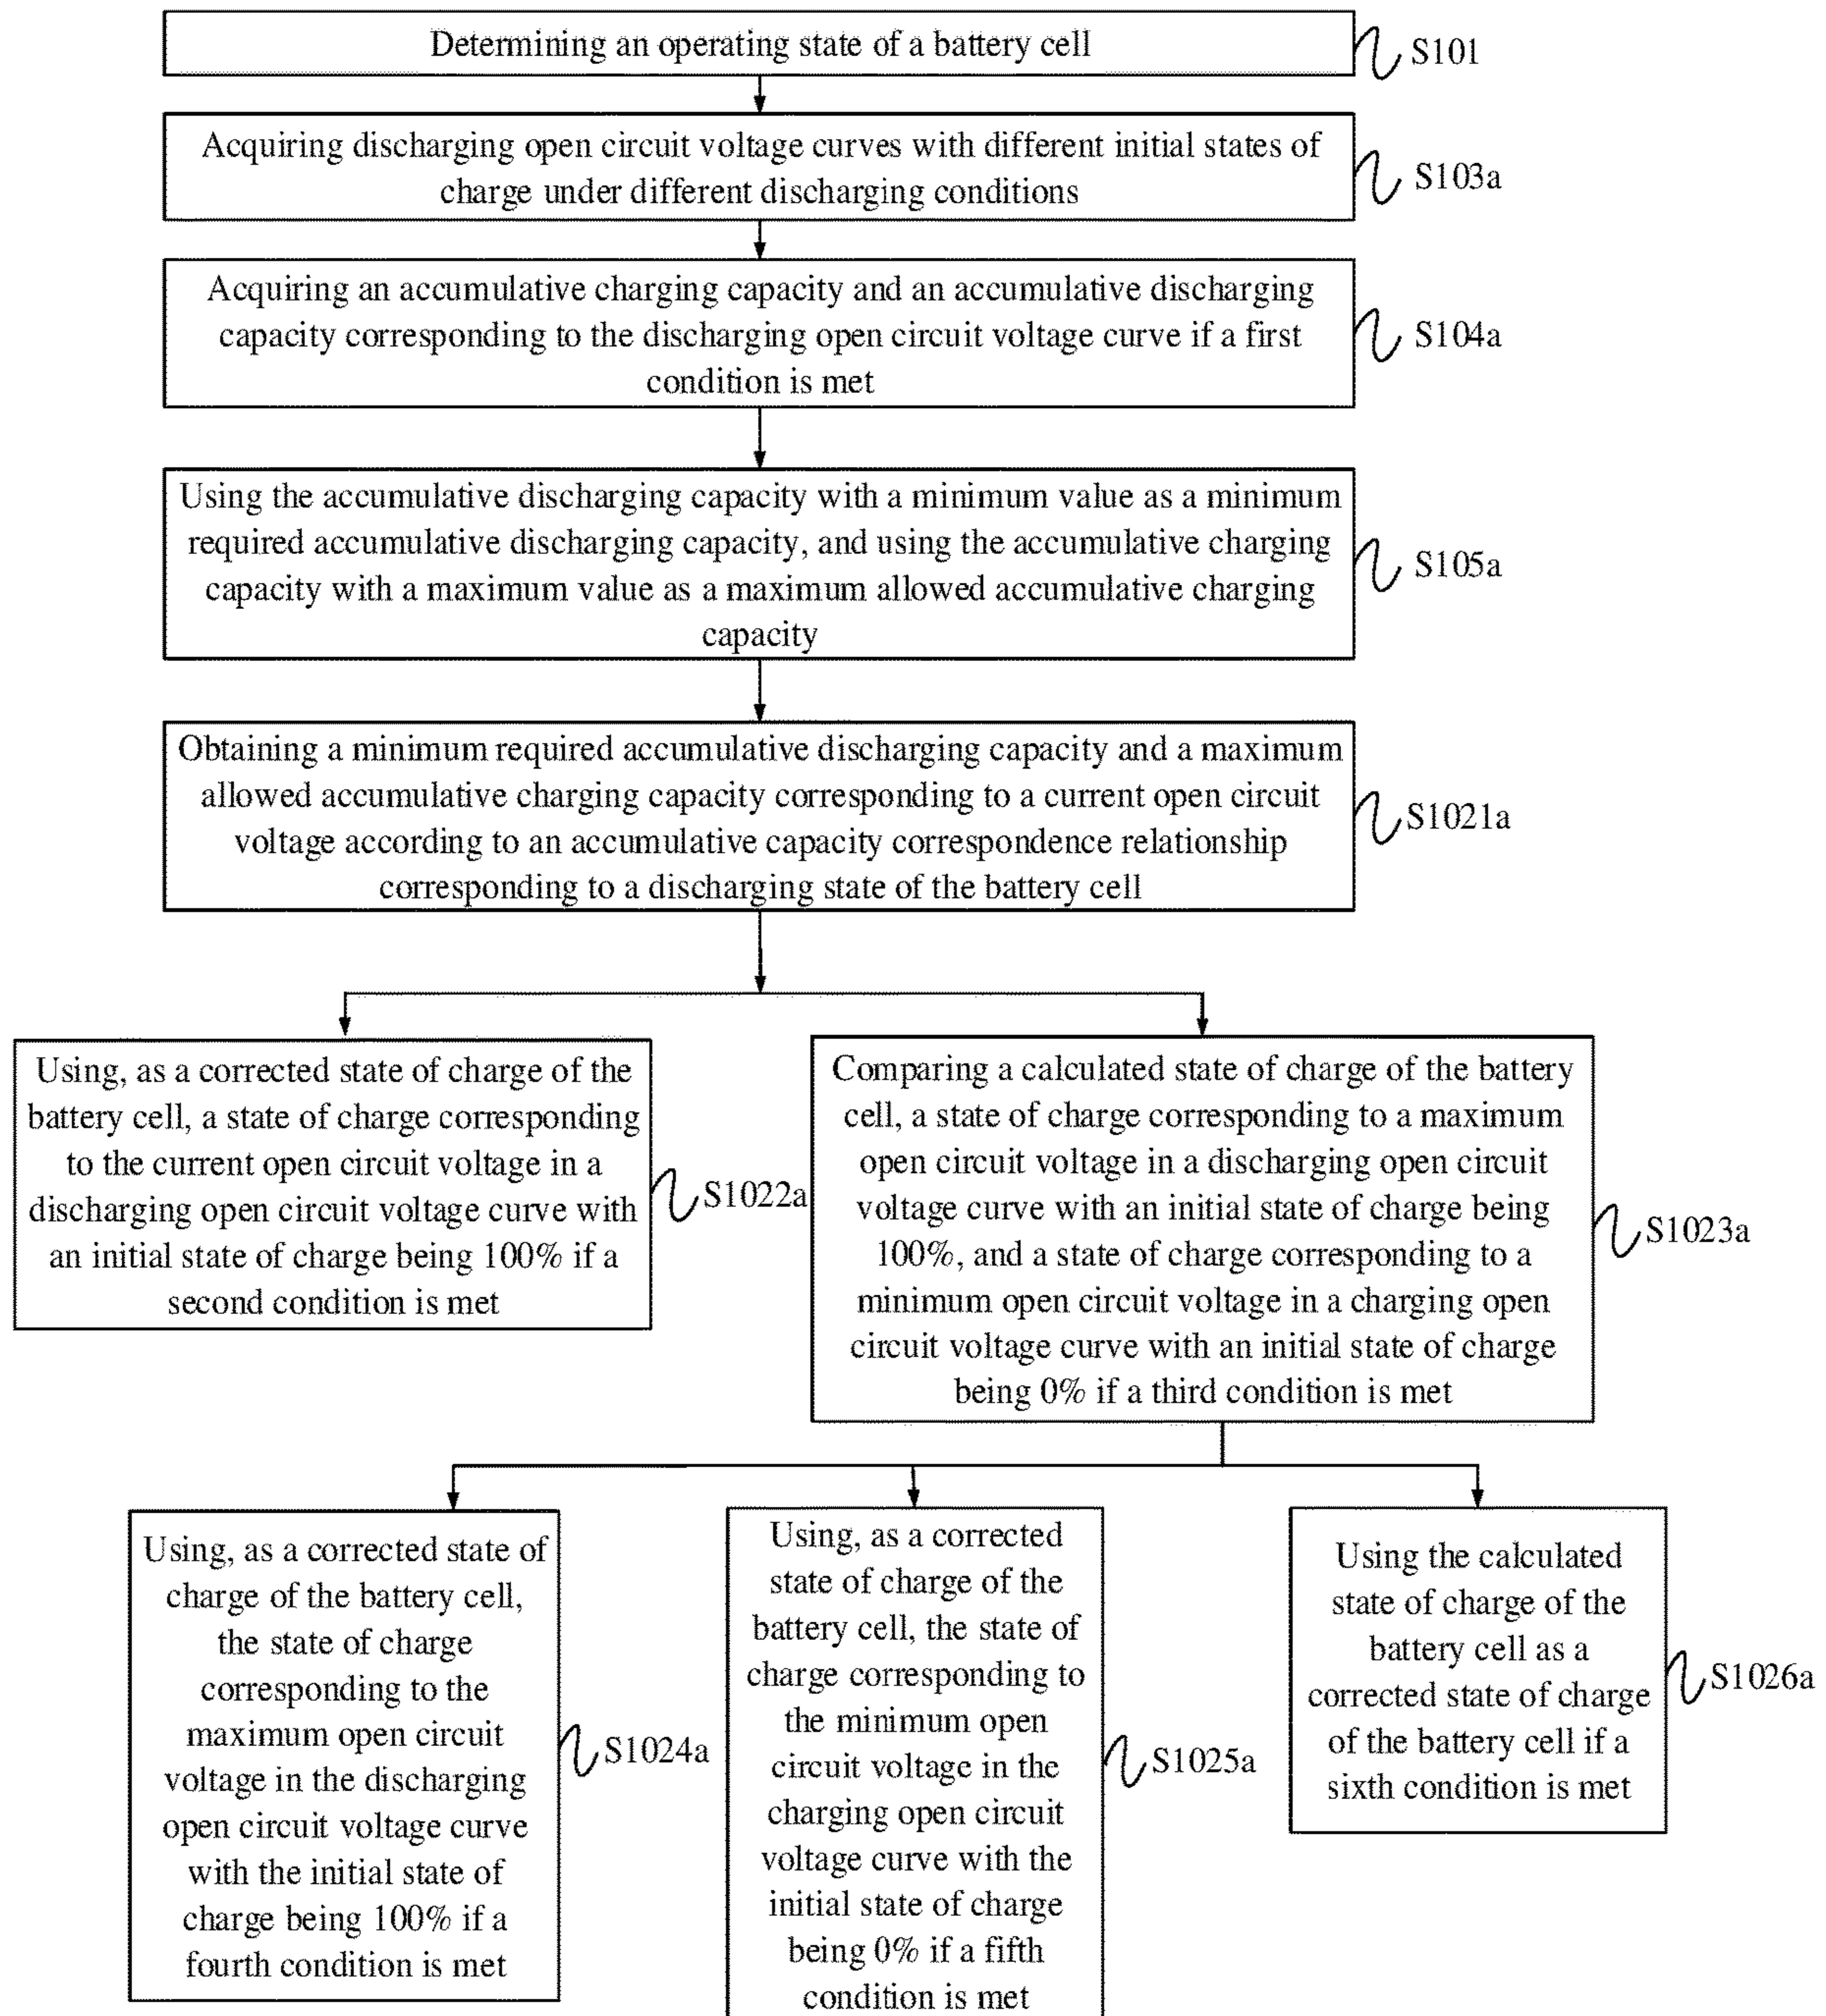 Determining an operating state of a battery cell
S101
Acquiring discharging open circuit voltage curves with different initial states of
charge under different discharging conditions
S103a
Acquiring an accumulative charging capacity and an accumulative discharging
capacity corresponding to the discharging open circuit voltage curve if a first
condition is met
S104a
Using the accumulative discharging capacity with a minimum value as a minimum
required accumulative discharging capacity, and using the accumulative charging
capacity with a maximum value as a maximum allowed accumulative charging
capacity
S105a
Obtaining a minimum required accumulative discharging capacity and a maximum
allowed accumulative charging capacity corresponding to a current open circuit
voltage according to an accumulative capacity correspondence relationship
corresponding to a discharging state of the battery cell
S1021a
Using, as a corrected state of charge of the
battery cell, a state of charge corresponding
to the current open circuit voltage in a
discharging open circuit voltage curve with
an initial state of charge being 100% if a
second condition is met
S1022a
Comparing a calculated state of charge of the battery
cell, a state of charge corresponding to a maximum
open circuit voltage in a discharging open circuit
voltage curve with an initial state of charge being
100%, and a state of charge corresponding to a
minimum open circuit voltage in a charging open
circuit voltage curve with an initial state of charge
being 0% if a third condition is met
S1023a
Using, as a corrected state of
charge of the battery cell,
the state of charge
corresponding to the
maximum open circuit
voltage in the discharging
open circuit voltage curve
with the initial state of
charge being 100% if a
fourth condition is met
S1024a
Using, as a corrected
state of charge of the
battery cell, the state of
charge corresponding to
the minimum open
circuit voltage in the
charging open circuit
voltage curve with the
initial state of charge
being 0% if a fifth
condition is met
S1025a
Using the calculated
state of charge of the
battery cell as a
corrected state of charge
of the battery cell if a
sixth condition is met
S1026a